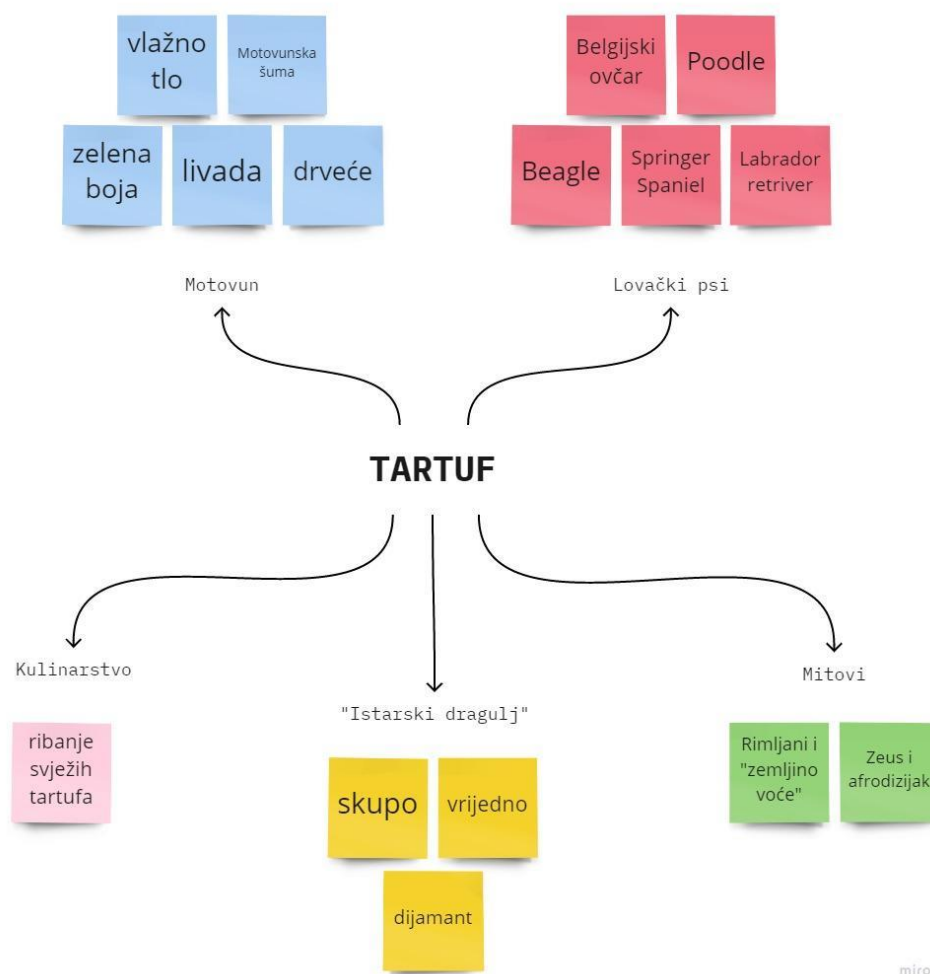 vlažno
tlo
Motovunska
šuma
zelena
boja
livada
drveće
Motovun
Belgijski
ovčar
Poodle
Beagle
Springer
Spaniel
Labrador
retriver
Lovački psi
TARTUF
Kulinarstvo
ribanje
svježih
tartufa
"Istarski dragulj"
skupo
vrijedno
dijamant
Mitovi
Rimljani i
"zemljino
voće"
Zeus i
afrodizijak
miro